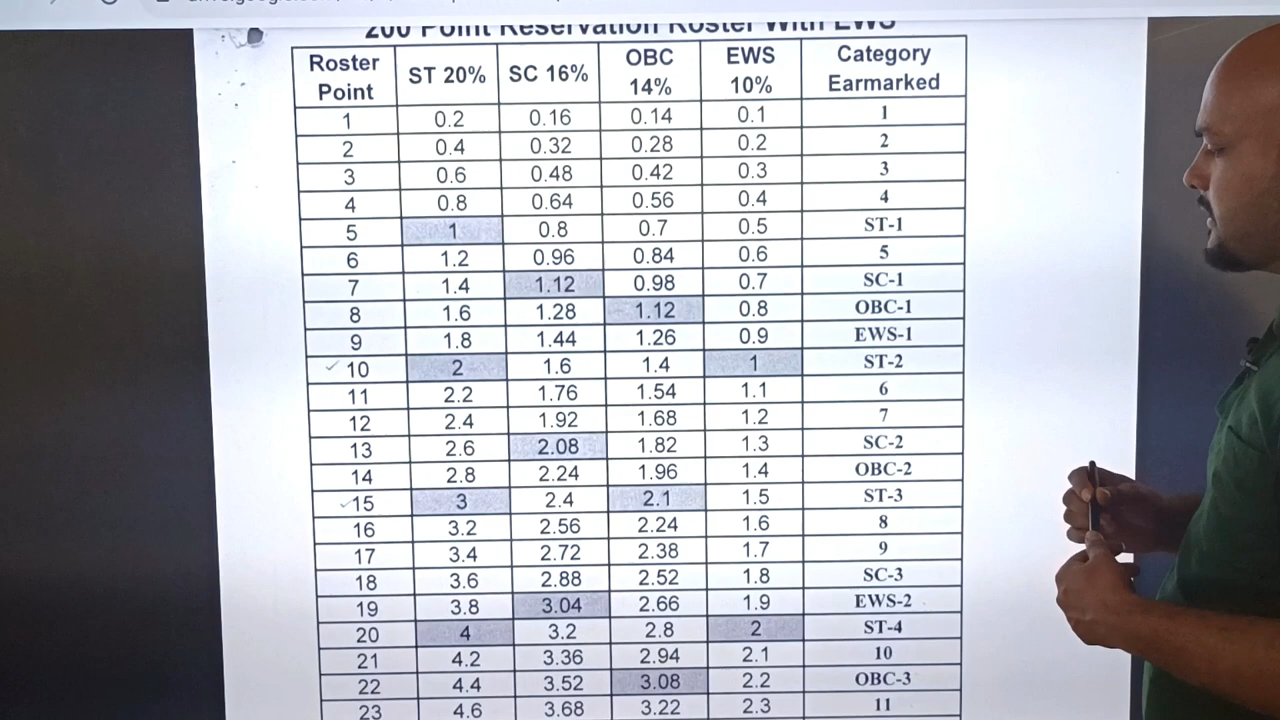 200 Point Reservation Roster With EWS
Roster Point ST 20% SC 16% OBC 14% EWS 10% Category Earmarked
1 0.2 0.16 0.14 0.1 1
2 0.4 0.32 0.28 0.2 2
3 0.6 0.48 0.42 0.3 3
4 0.8 0.64 0.56 0.4 4
5 1 0.8 0.7 0.5 ST-1
6 1.2 0.96 0.84 0.6 5
7 1.4 1.12 0.98 0.7 SC-1
8 1.6 1.28 1.12 0.8 OBC-1
9 1.8 1.44 1.26 0.9 EWS-1
10 2 1.6 1.4 1 ST-2
11 2.2 1.76 1.54 1.1 6
12 2.4 1.92 1.68 1.2 7
13 2.6 2.08 1.82 1.3 SC-2
14 2.8 2.24 1.96 1.4 OBC-2
15 3 2.4 2.1 1.5 ST-3
16 3.2 2.56 2.24 1.6 8
17 3.4 2.72 2.38 1.7 9
18 3.6 2.88 2.52 1.8 SC-3
19 3.8 3.04 2.66 1.9 EWS-2
20 4 3.2 2.8 2 ST-4
21 4.2 3.36 2.94 2.1 10
22 4.4 3.52 3.08 2.2 OBC-3
23 4.6 3.68 3.22 2.3 11